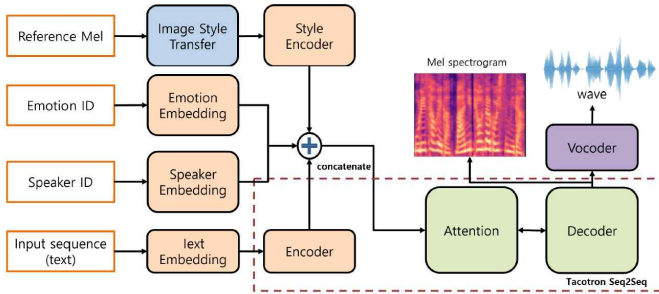 Reference Mel
Image Style
Transfer
Style
Encoder
Emotion ID
Emotion
Embedding
Speaker ID
Speaker
Embedding
concatenate
Input sequence
(text)
Text
Embedding
Encoder
Mel spectrogram
wave
Vocoder
Attention
Decoder
Tacotron Seq2Seq